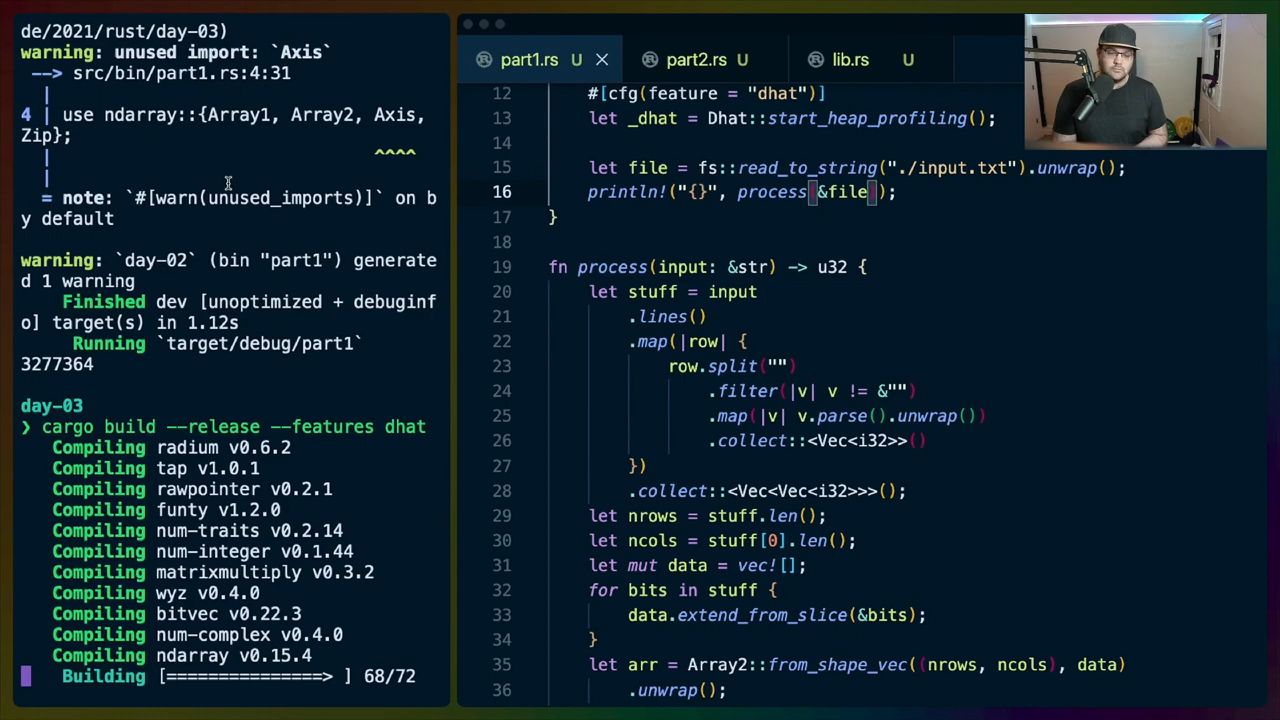 de/2021/rust/day-03)
warning: unused import: `Axis`
--> src/bin/part1.rs:4:31
|
4 | use ndarray::{Array1, Array2, Axis,
Zip};
| ^^^^
|
= note: `#[warn(unused_imports)]` on b
y default
warning: `day-02` (bin "part1") generate
d 1 warning
Finished dev [unoptimized + debuginf
o] target(s) in 1.12s
Running `target/debug/part1`
3277364
day-03
❯ cargo build --release --features dhat
Compiling radium v0.6.2
Compiling tap v1.0.1
Compiling rawpointer v0.2.1
Compiling funty v1.2.0
Compiling num-traits v0.2.14
Compiling num-integer v0.1.44
Compiling matrixmultiply v0.3.2
Compiling wyz v0.4.0
Compiling bitvec v0.22.3
Compiling num-complex v0.4.0
Compiling ndarray v0.15.4
Building [===============> ] 68/72
part1.rs U
part2.rs U
lib.rs U
12 #[cfg(feature = "dhat")]
13 let _dhat = Dhat::start_heap_profiling();
14
15 let file = fs::read_to_string("./input.txt").unwrap();
16 println!("{}", process(&file));
17 }
18
19 fn process(input: &str) -> u32 {
20 let stuff = input
21 .lines()
22 .map(|row| {
23 row.split("")
24 .filter(|v| v != &"")
25 .map(|v| v.parse().unwrap())
26 .collect::<Vec<i32>>()
27 })
28 .collect::<Vec<Vec<i32>>>();
29 let nrows = stuff.len();
30 let ncols = stuff[0].len();
31 let mut data = vec![];
32 for bits in stuff {
33 data.extend_from_slice(&bits);
34 }
35 let arr = Array2::from_shape_vec((nrows, ncols), data)
36 .unwrap();